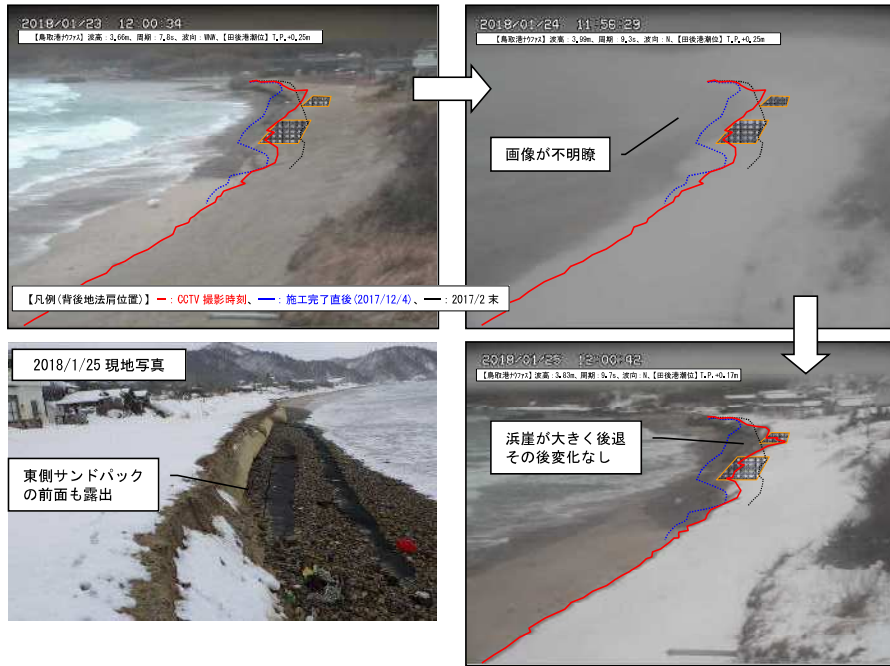 2018/01/23 12:00:34
【鳥取港ナウファス】波高:3.66m、周期:7.8s、波向:WNW、【田後港潮位】T.P.+0.25m
2018/01/24 11:56:29
【鳥取港ナウファス】波高:3.99m、周期:9.3s、波向:N、【田後港潮位】T.P.+0.25m
画像が不明瞭
【凡例(背後地法肩位置)】 ー:CCTV 撮影時刻、ー:施工完了直後(2017/12/4)、ー:2017/2 末
2018/1/25 現地写真
東側サンドパック
の前面も露出
2018/01/25 12:00:42
【鳥取港ナウファス】波高:3.83m、周期:9.7s、波向:N、【田後港潮位】T.P.+0.17m
浜崖が大きく後退
その後変化なし